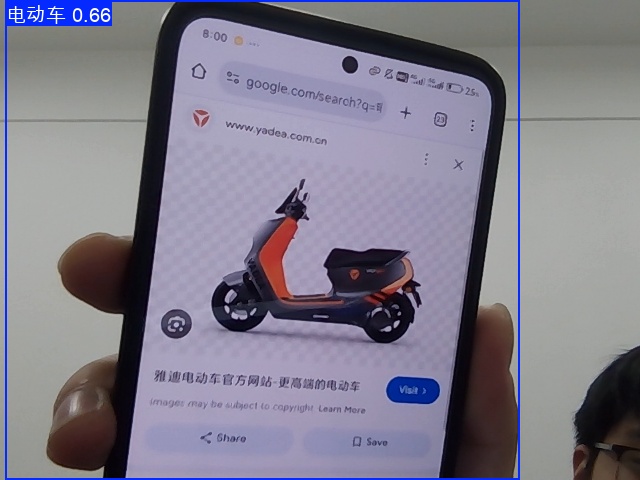 电动车 0.66
8:00
25%
google.com/search?q=
23
www.yadea.com.cn
雅迪电动车官方网站-更高端的电动车
Visit
Images may be subject to copyright. Learn More
Share
Save